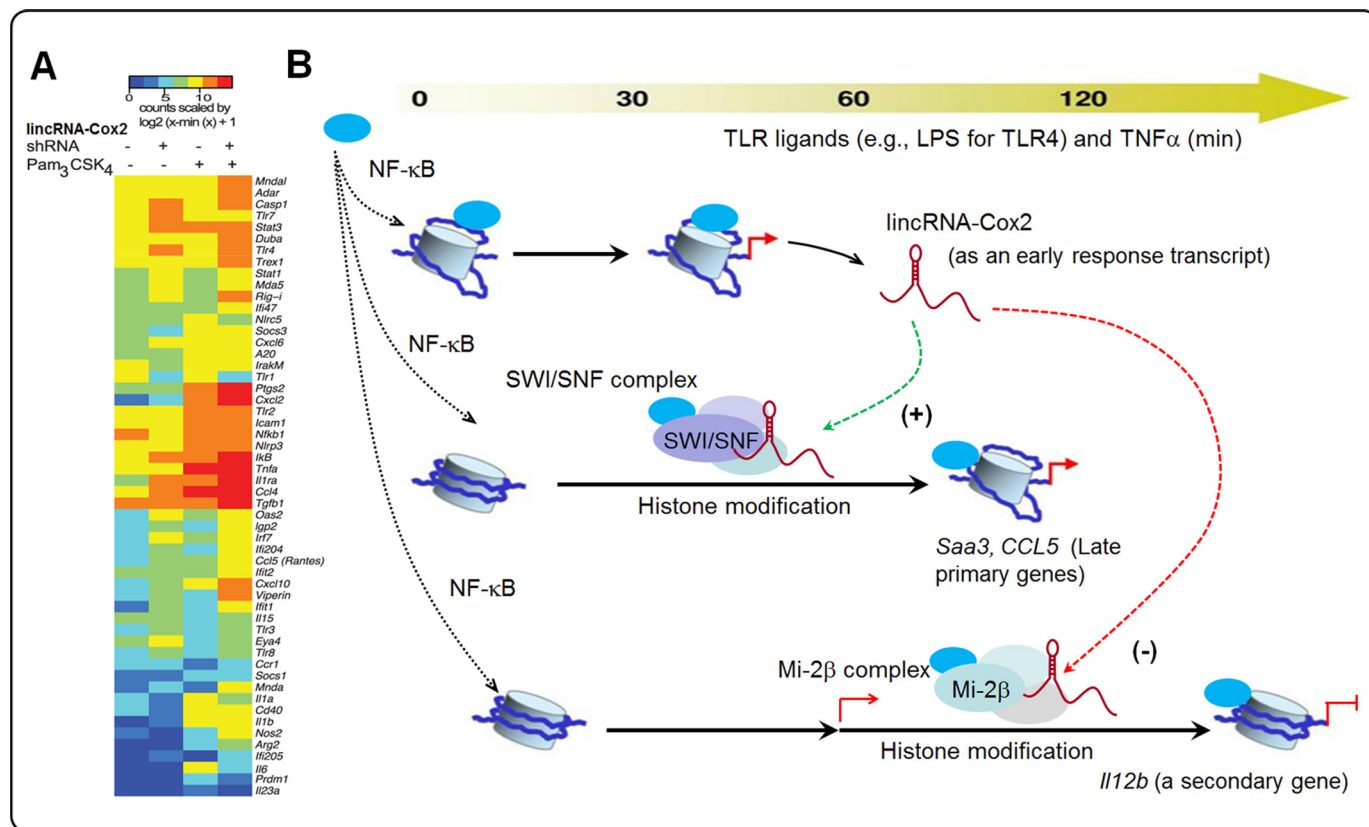 A
0 5 10
counts scaled by
log2 (x-min (x) + 1
lincRNA-Cox2
shRNA - + - +
Pam3CSK4 - - + +
Mndal
Adar
Casp1
Tlr7
Stat3
Duba
Tlr4
Trex1
Stat1
Mda5
Rig-i
Ifi47
Nlrc5
Socs3
Cxcl6
A20
IrakM
Tlr1
Ptgs2
Cxcl2
Tlr2
Icam1
Nfkb1
Nlrp3
IkB
Tnfa
Il1ra
Ccl4
Tgfb1
Oas2
lgp2
Irf7
Ifi204
Ccl5 (Rantes)
Ifit2
Cxcl10
Viperin
Ifit1
Il15
Tlr3
Eya4
Tlr8
Ccr1
Socs1
Mnda
Il1a
Cd40
Il1b
Nos2
Arg2
Ifi205
Il6
Prdm1
Il23a
B
0 30 60 120
TLR ligands (e.g., LPS for TLR4) and TNFα (min)
NF-κB
lincRNA-Cox2
(as an early response transcript)
NF-κB
SWI/SNF complex
(+)
SWI/SNF
Histone modification
Saa3, CCL5 (Late
primary genes)
NF-κB
Mi-2β complex
(-)
Mi-2β
Histone modification
Il12b (a secondary gene)